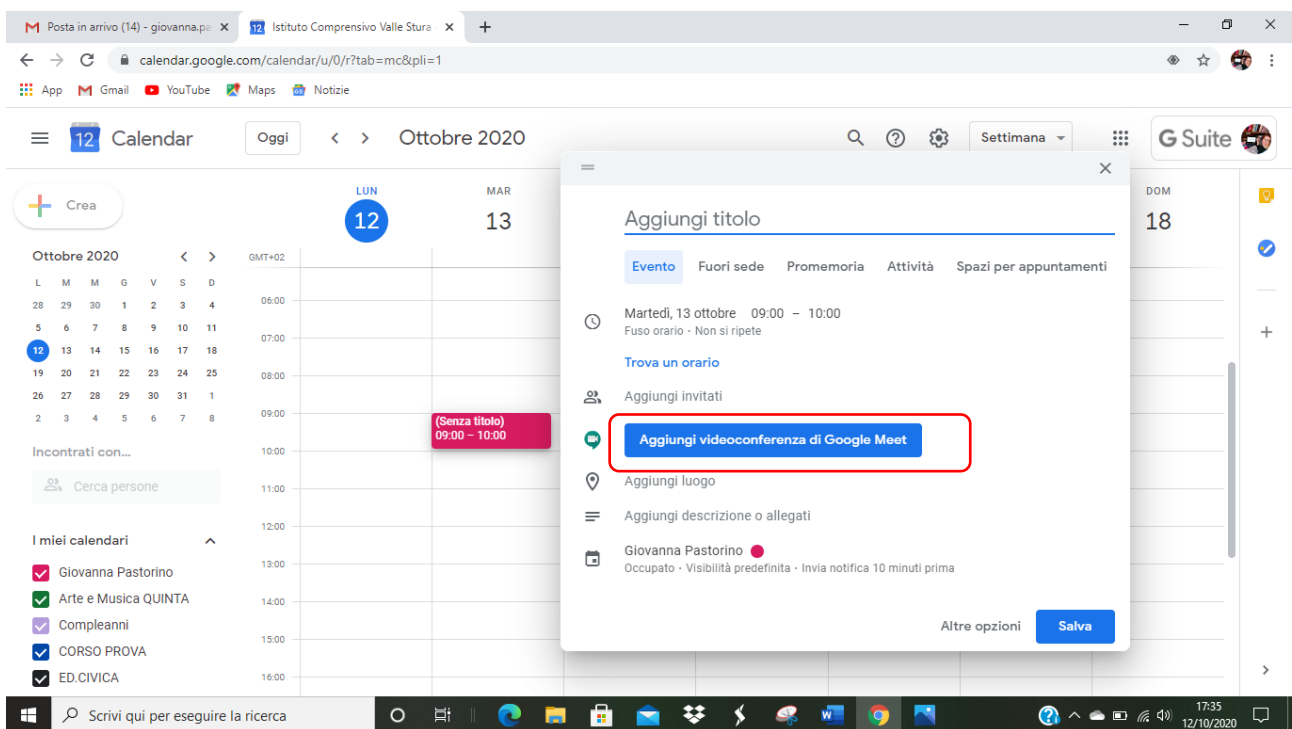 Posta in arrivo (14) - giovanna.pa
12 Istituto Comprensivo Valle Stura
calendar.google.com/calendar/u/0/r?tab=mc&pli=1
App Gmail YouTube Maps Notizie
12 Calendar Oggi Ottobre 2020 Settimana G Suite
Crea
LUN MAR DOM
12 13 18
GMT+02
Ottobre 2020
L M M G V S D
28 29 30 1 2 3 4
5 6 7 8 9 10 11
12 13 14 15 16 17 18
19 20 21 22 23 24 25
26 27 28 29 30 31 1
2 3 4 5 6 7 8
Incontrati con...
Cerca persone
I miei calendari
Giovanna Pastorino
Arte e Musica QUINTA
Compleanni
CORSO PROVA
ED.CIVICA
06:00
07:00
08:00
09:00
10:00
11:00
12:00
13:00
14:00
15:00
16:00
(Senza titolo)
09:00 – 10:00
Aggiungi titolo
Evento Fuori sede Promemoria Attività Spazi per appuntamenti
Martedì, 13 ottobre 09:00 – 10:00
Fuso orario · Non si ripete
Trova un orario
Aggiungi invitati
Aggiungi videoconferenza di Google Meet
Aggiungi luogo
Aggiungi descrizione o allegati
Giovanna Pastorino
Occupato · Visibilità predefinita · Invia notifica 10 minuti prima
Altre opzioni Salva
Scrivi qui per eseguire la ricerca
17:35
12/10/2020